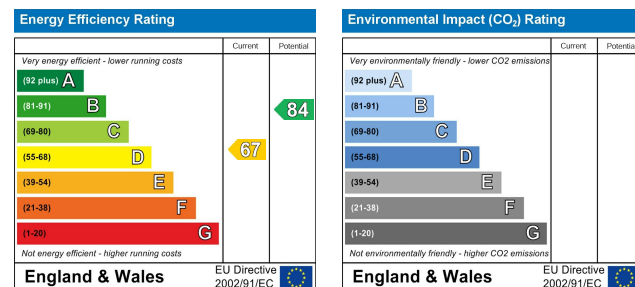 Energy Efficiency Rating
Current Potential
Very energy efficient - lower running costs
(92 plus) A
(81-91) B
84
(69-80) C
(55-68) D
67
(39-54) E
(21-38) F
(1-20) G
Not energy efficient - higher running costs
England & Wales
EU Directive
2002/91/EC
Environmental Impact (CO₂) Rating
Current Potential
Very environmentally friendly - lower CO2 emissions
(92 plus) A
(81-91) B
(69-80) C
(55-68) D
(39-54) E
(21-38) F
(1-20) G
Not environmentally friendly - higher CO2 emissions
England & Wales
EU Directive
2002/91/EC